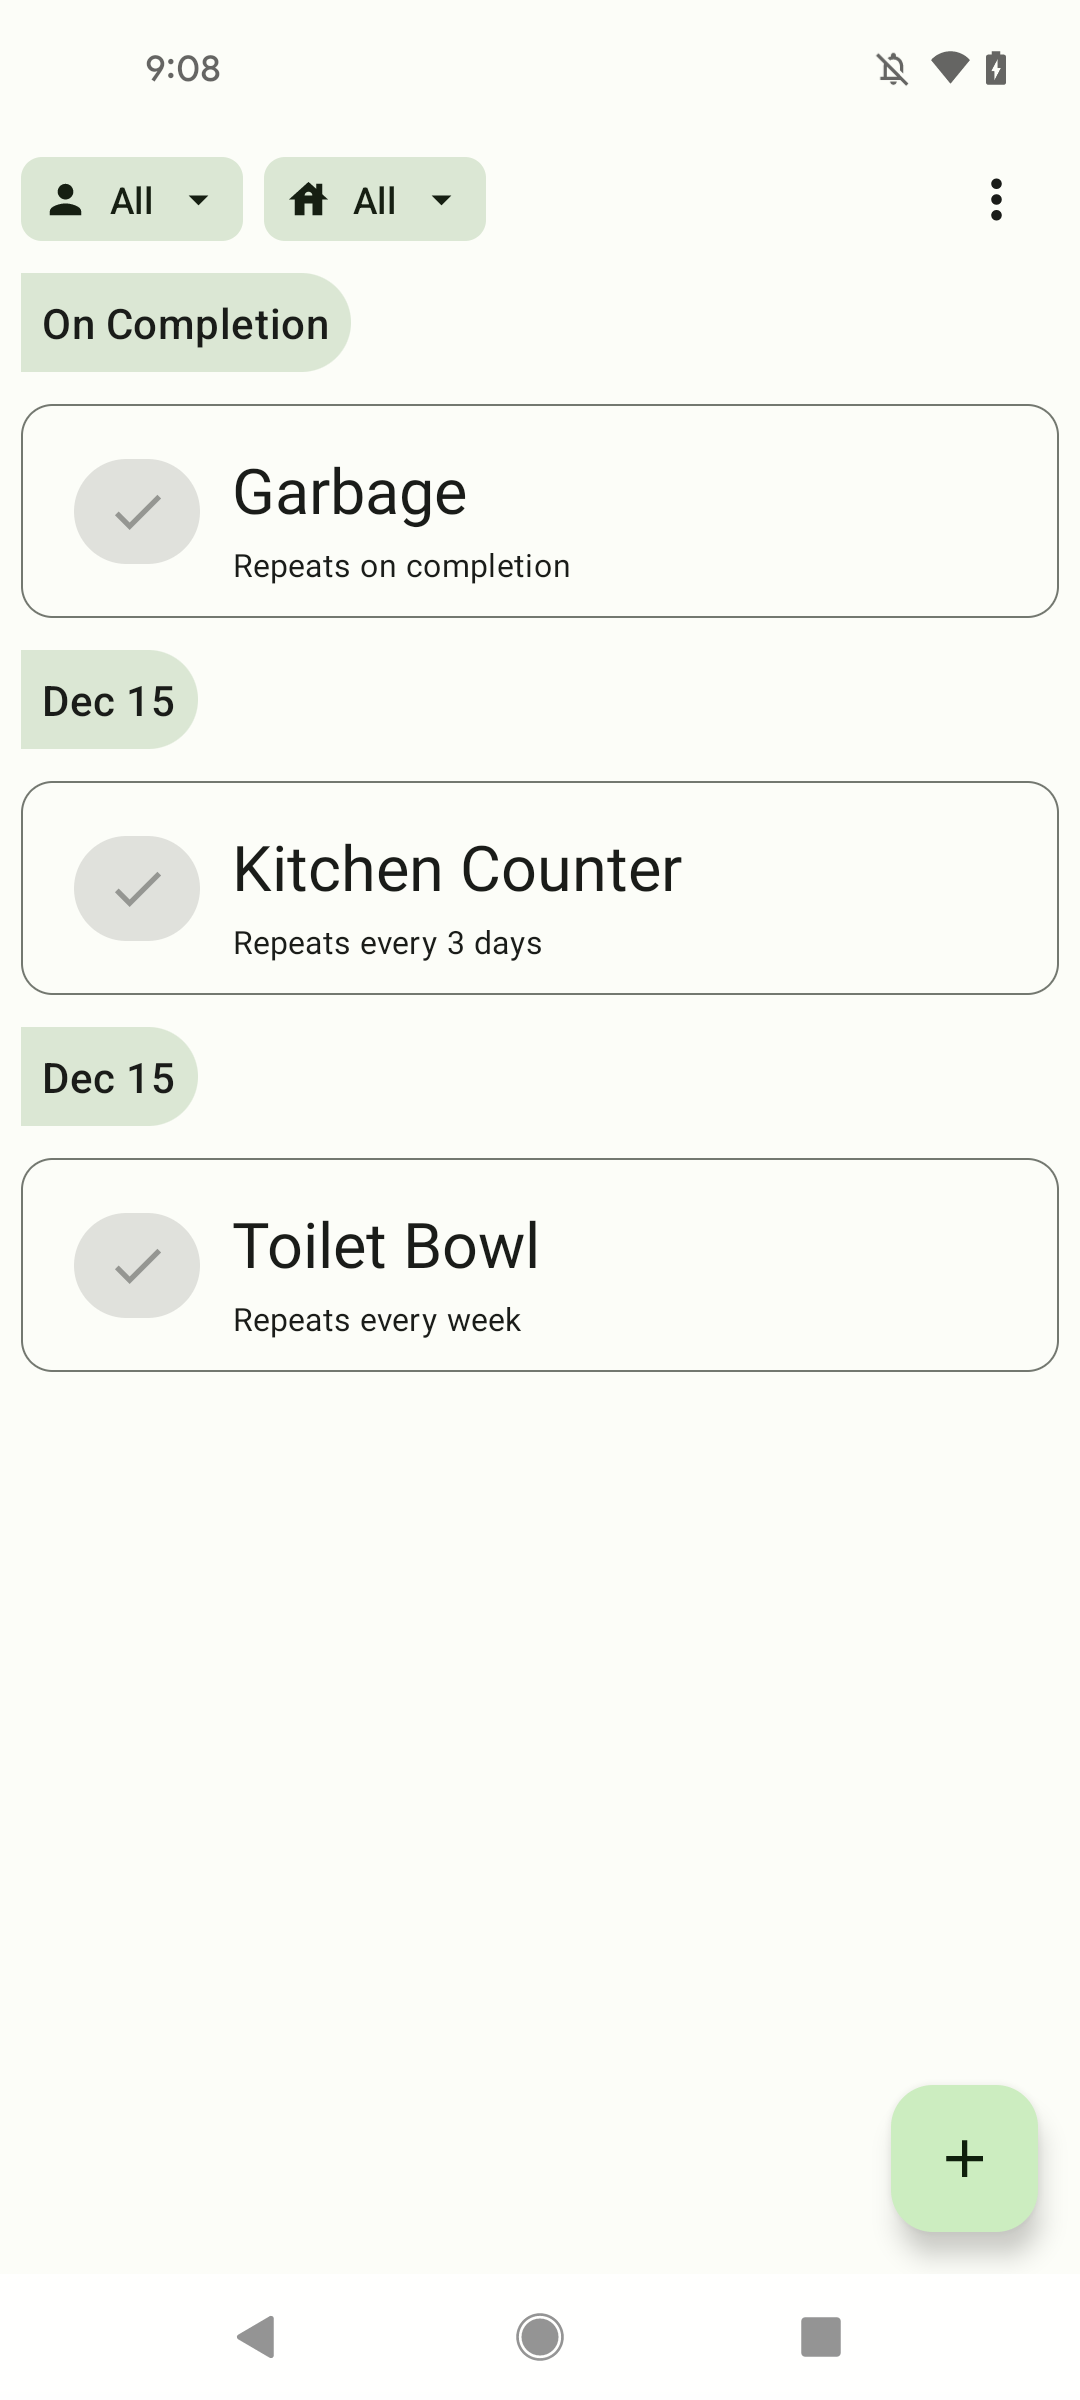 9:08
All All
On Completion
Garbage
Repeats on completion
Dec 15
Kitchen Counter
Repeats every 3 days
Dec 15
Toilet Bowl
Repeats every week